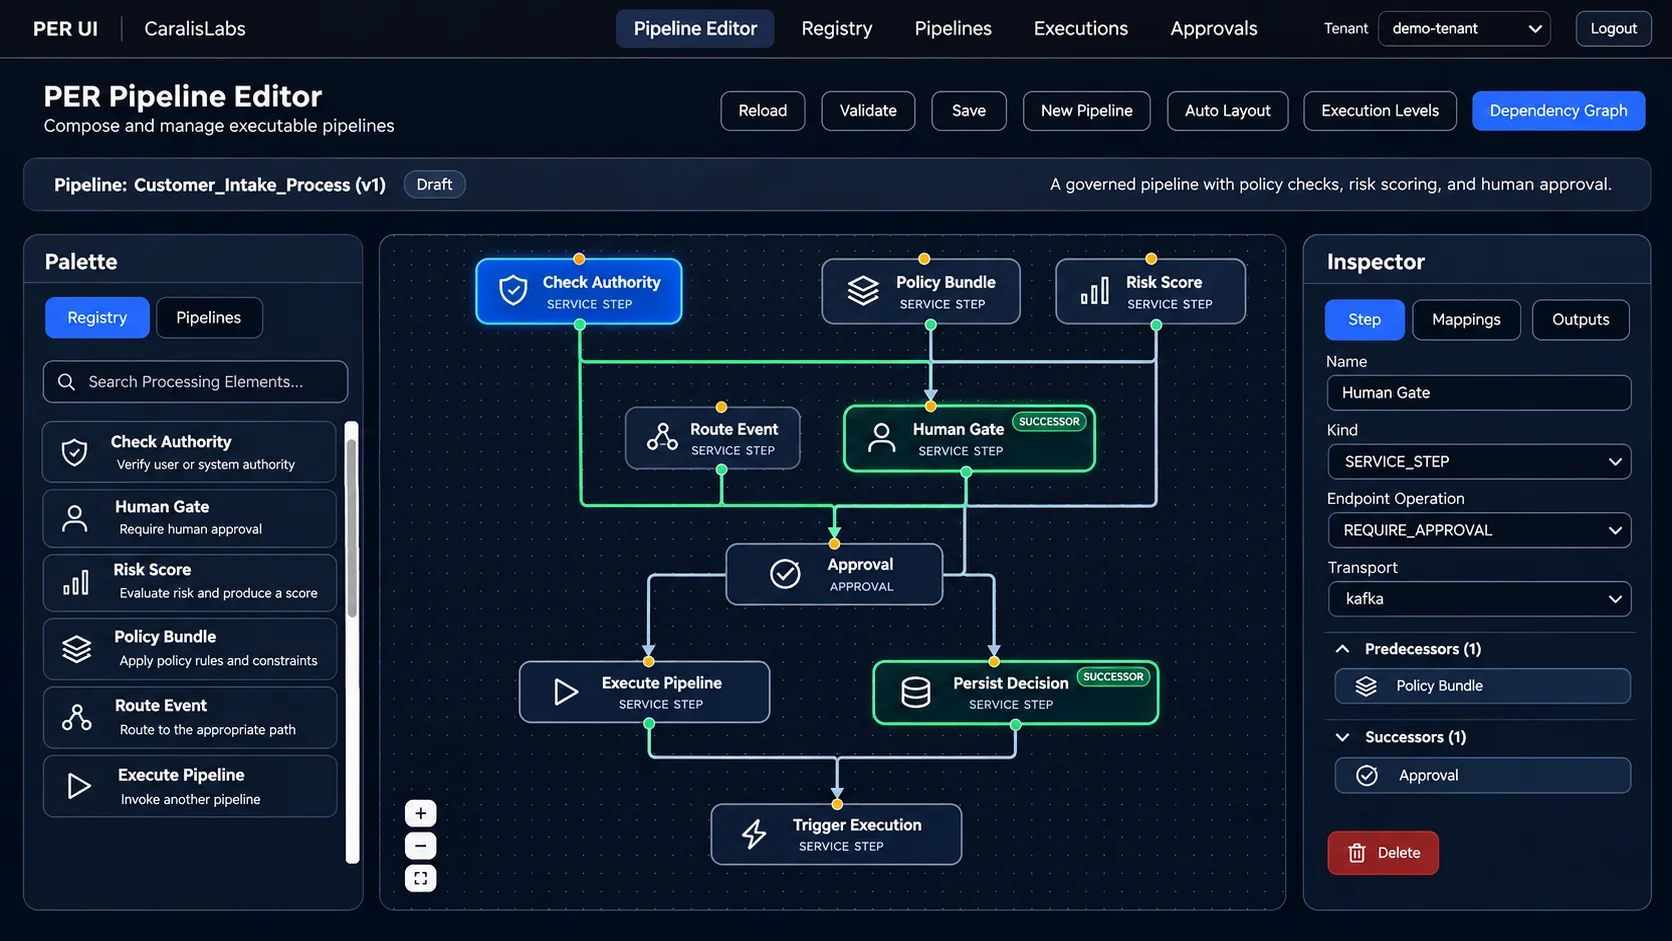 PER UI
CaralisLabs
Pipeline Editor
Registry
Pipelines
Executions
Approvals
Tenant
demo-tenant
Logout
PER Pipeline Editor
Compose and manage executable pipelines
Reload
Validate
Save
New Pipeline
Auto Layout
Execution Levels
Dependency Graph
Pipeline: Customer_Intake_Process (v1)
Draft
A governed pipeline with policy checks, risk scoring, and human approval.
Palette
Registry
Pipelines
Search Processing Elements...
Check Authority
Verify user or system authority
Human Gate
Require human approval
Risk Score
Evaluate risk and produce a score
Policy Bundle
Apply policy rules and constraints
Route Event
Route to the appropriate path
Execute Pipeline
Invoke another pipeline
Check Authority
SERVICE STEP
Policy Bundle
SERVICE STEP
Risk Score
SERVICE STEP
Route Event
SERVICE STEP
Human Gate
SUCCESSOR
SERVICE STEP
Approval
APPROVAL
Execute Pipeline
SERVICE STEP
Persist Decision
SUCCESSOR
SERVICE STEP
Trigger Execution
SERVICE STEP
Inspector
Step
Mappings
Outputs
Name
Human Gate
Kind
SERVICE_STEP
Endpoint Operation
REQUIRE_APPROVAL
Transport
kafka
Predecessors (1)
Policy Bundle
Successors (1)
Approval
Delete